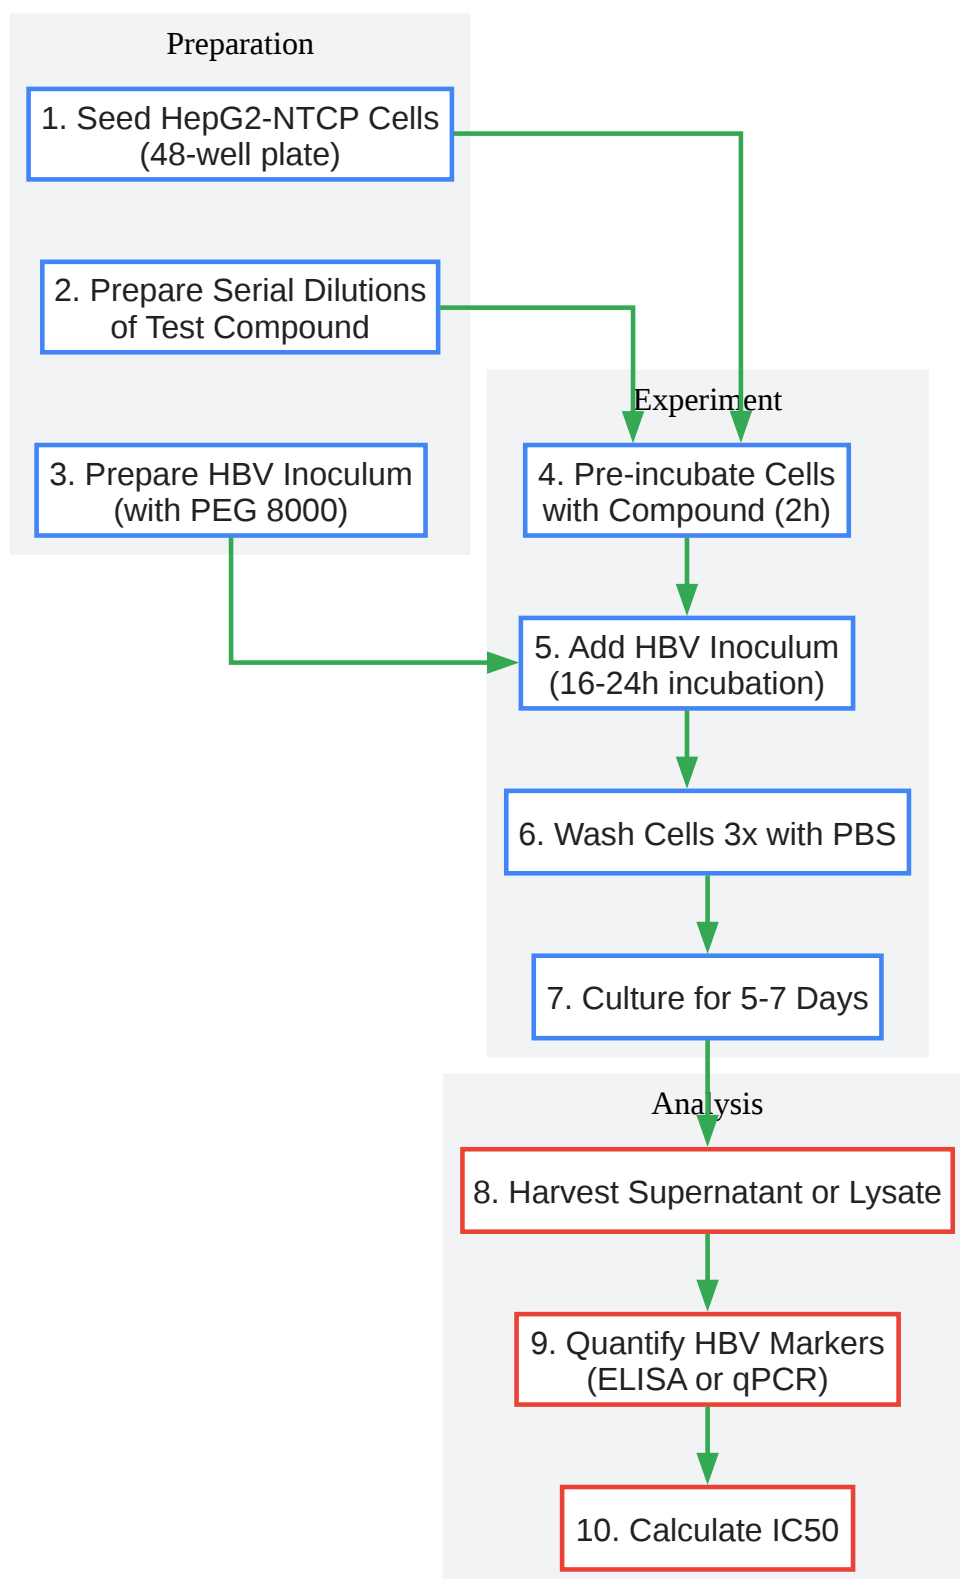 Preparation
1. Seed HepG2-NTCP Cells
(48-well plate)
2. Prepare Serial Dilutions
of Test Compound
3. Prepare HBV Inoculum
(with PEG 8000)
Experiment
4. Pre-incubate Cells
with Compound (2h)
5. Add HBV Inoculum
(16-24h incubation)
6. Wash Cells 3x with PBS
7. Culture for 5-7 Days
Analysis
8. Harvest Supernatant or Lysate
9. Quantify HBV Markers
(ELISA or qPCR)
10. Calculate IC50